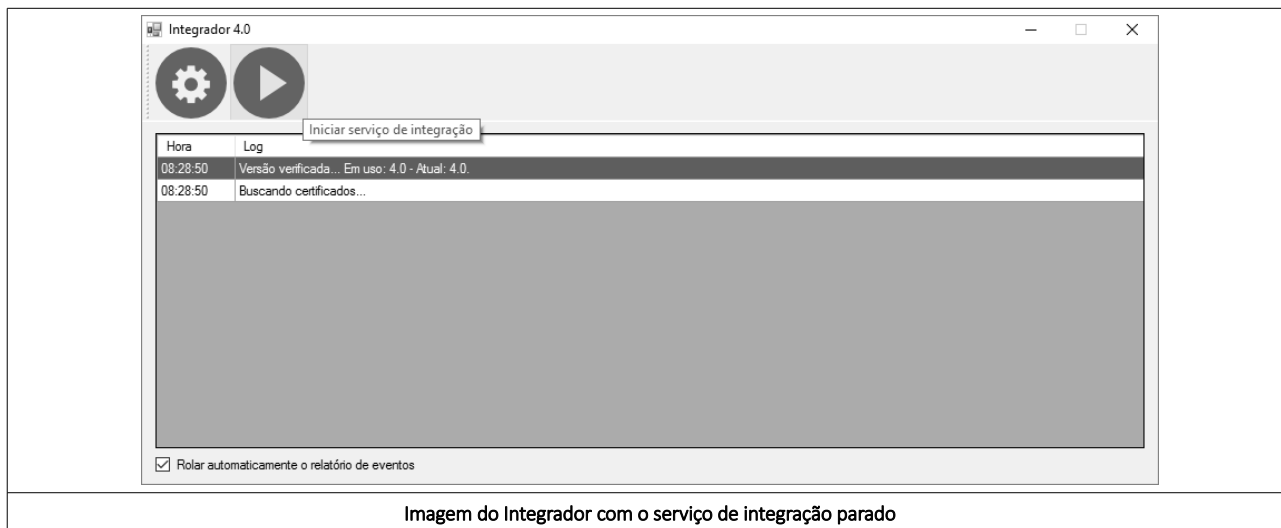 Integrador 4.0
Iniciar serviço de integração
Hora Log
08:28:50 Versão verificada... Em uso: 4.0 - Atual: 4.0.
08:28:50 Buscando certificados...
Rolar automaticamente o relatório de eventos
Imagem do Integrador com o serviço de integração parado